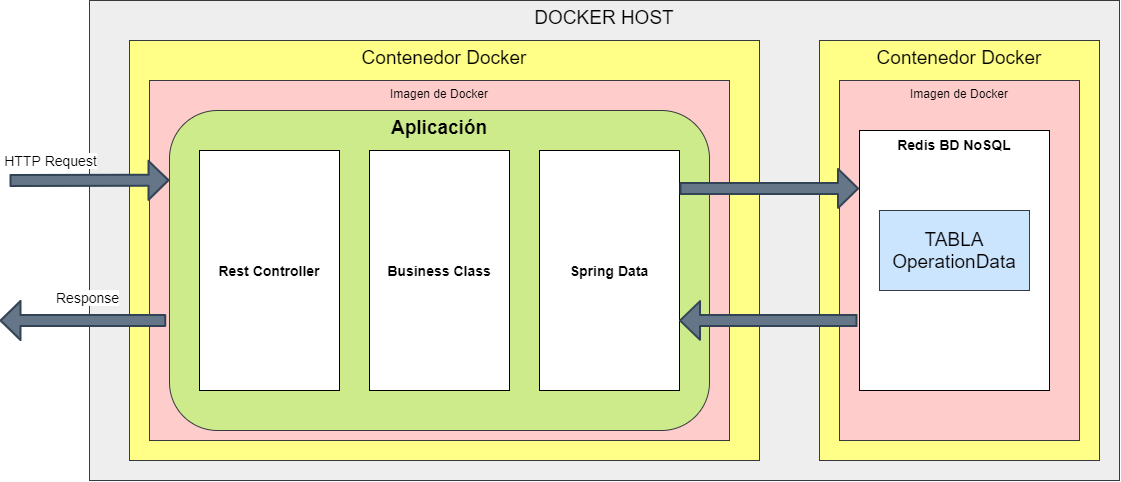 DOCKER HOST
Contenedor Docker
Imagen de Docker
Aplicación
HTTP Request
Response
Rest Controller
Business Class
Spring Data
Contenedor Docker
Imagen de Docker
Redis BD NoSQL
TABLA
OperationData